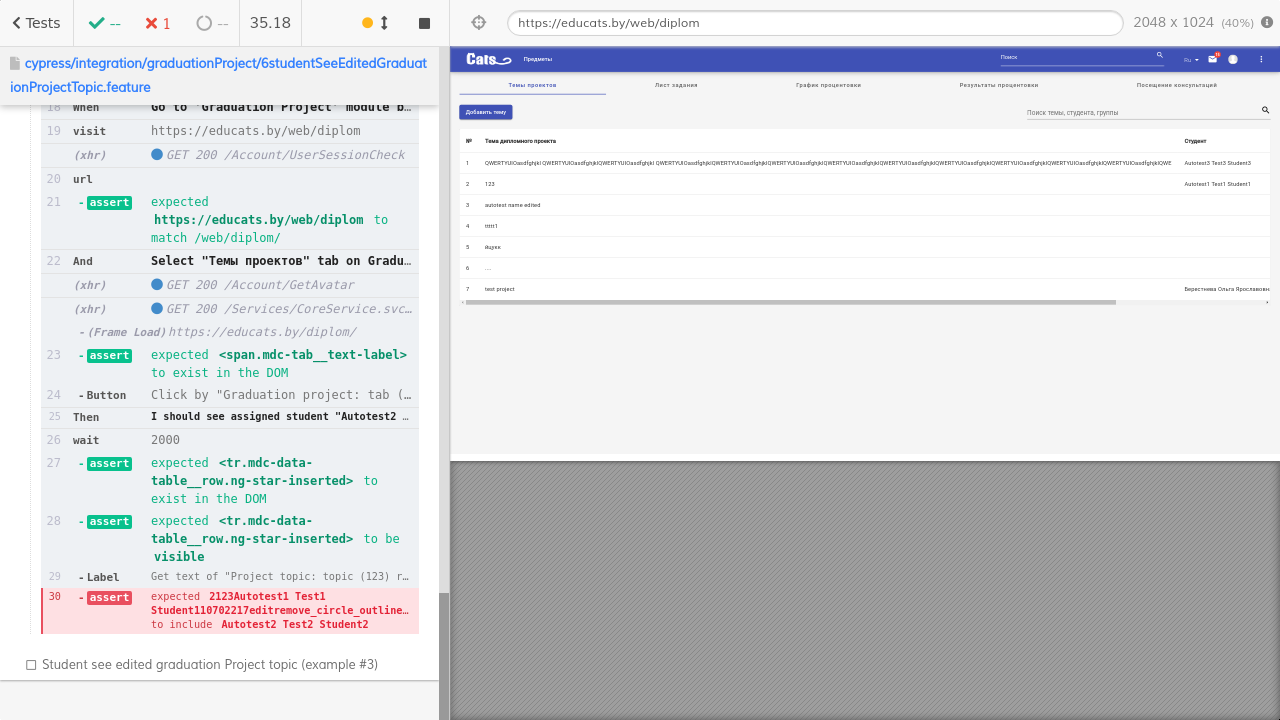 Tests
--
1
--
35.18
https://educats.by/web/diplom
2048 x 1024 (40%)
cypress/integration/graduationProject/6studentSeeEditedGraduat
ionProjectTopic.feature
18 When Go to "Graduation Project" module b…
19 visit https://educats.by/web/diplom
(xhr) GET 200 /Account/UserSessionCheck
20 url
21 - assert expected
https://educats.by/web/diplom to
match /web/diplom/
22 And Select "Темы проектов" tab on Gradu…
(xhr) GET 200 /Account/GetAvatar
(xhr) GET 200 /Services/CoreService.svc…
- (Frame Load) https://educats.by/diplom/
23 - assert expected <span.mdc-tab__text-label>
to exist in the DOM
24 - Button Click by "Graduation project: tab (…
25 Then I should see assigned student "Autotest2 …
26 wait 2000
27 - assert expected <tr.mdc-data-
table__row.ng-star-inserted> to
exist in the DOM
28 - assert expected <tr.mdc-data-
table__row.ng-star-inserted> to be
visible
29 - Label Get text of "Project topic: topic (123) r…
30 - assert expected 2123Autotest1 Test1
Student110702217editremove_circle_outline…
to include Autotest2 Test2 Student2
Student see edited graduation Project topic (example #3)
Cats
Предметы
Поиск
Ru
Темы проектов
Лист задания
График процентовки
Результаты процентовки
Посещение консультаций
Добавить тему
Поиск темы, студента, группы
№ Тема дипломного проекта Студент
1 QWERTYUIOasdfghjkl QWERTYUIOasdfghjklQWERTYUIOasdfghjkl QWERTYUIOasdfghjklQWERTYUIOasdfghjklQWERTYUIOasdfghjklQWERTYUIOasdfghjklQWERTYUIOasdfghjklQWERTYUIOasdfghjklQWERTYUIOasdfghjklQWE Autotest3 Test3 Student3
2 123 Autotest1 Test1 Student1
3 autotest name edited
4 ttttt1
5 йцукк
6 ...
7 test project Берестнева Ольга Ярославовн